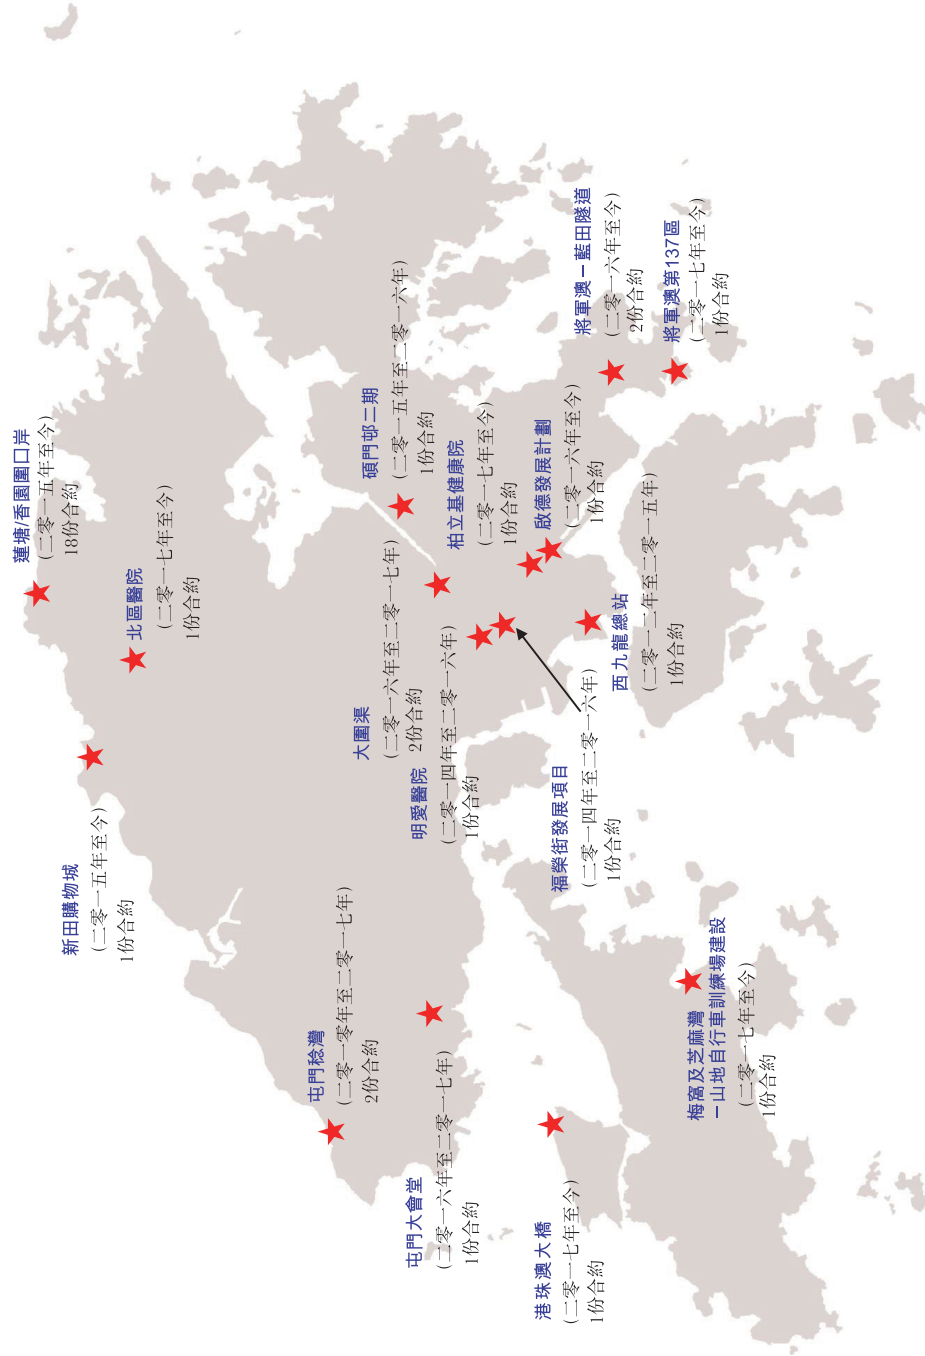 蓮塘/香園圍口岸
(二零一五年至今)
18份合約
北區醫院
(二零一七年至今)
1份合約
新田購物城
(二零一五年至今)
1份合約
碩門邨二期
(二零一五年至二零一六年)
1份合約
大圍渠
(二零一六年至二零一七年)
2份合約
屯門稔灣
(二零一零年至二零一七年)
2份合約
柏立基健康院
(二零一七年至今)
1份合約
明愛醫院
(二零一四年至二零一六年)
1份合約
屯門大會堂
(二零一六年至二零一七年)
1份合約
將軍澳－藍田隧道
(二零一六年至今)
2份合約
啟德發展計劃
(二零一六年至今)
1份合約
將軍澳第137區
(二零一七年至今)
1份合約
西九龍總站
(二零一二年至二零一五年)
1份合約
福榮街發展項目
(二零一四年至二零一六年)
1份合約
港珠澳大橋
(二零一七年至今)
1份合約
梅窩及芝麻灣
－山地自行車訓練場建設
(二零一七年至今)
1份合約